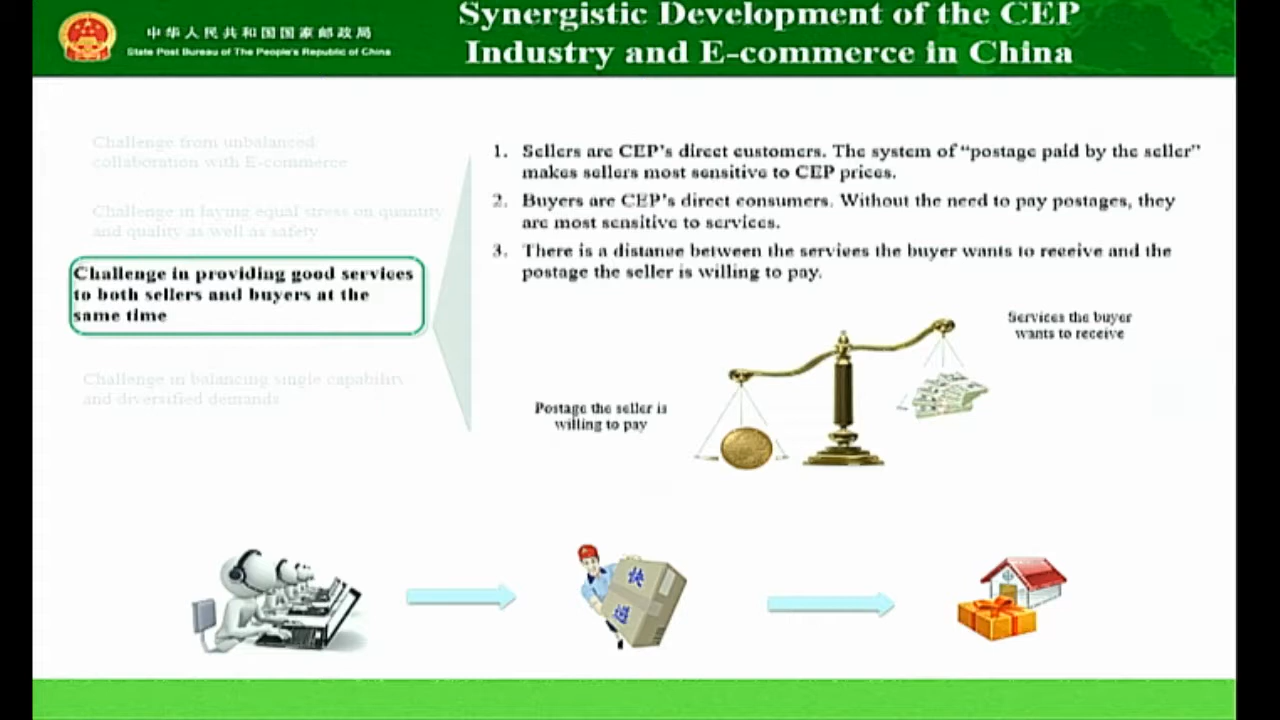 中华人民共和国国家邮政局
State Post Bureau of The People's Republic of China
Synergistic Development of the CEP
Industry and E-commerce in China
Challenge from unbalanced
collaboration with E-commerce
Challenge in laying equal stress on quantity
and quality as well as safety
Challenge in providing good services
to both sellers and buyers at the
same time
Challenge in balancing single capability
and diversified demands
1. Sellers are CEP's direct customers. The system of “postage paid by the seller”
makes sellers most sensitive to CEP prices.
2. Buyers are CEP's direct consumers. Without the need to pay postages, they
are most sensitive to services.
3. There is a distance between the services the buyer wants to receive and the
postage the seller is willing to pay.
Services the buyer
wants to receive
Postage the seller is
willing to pay
快
递